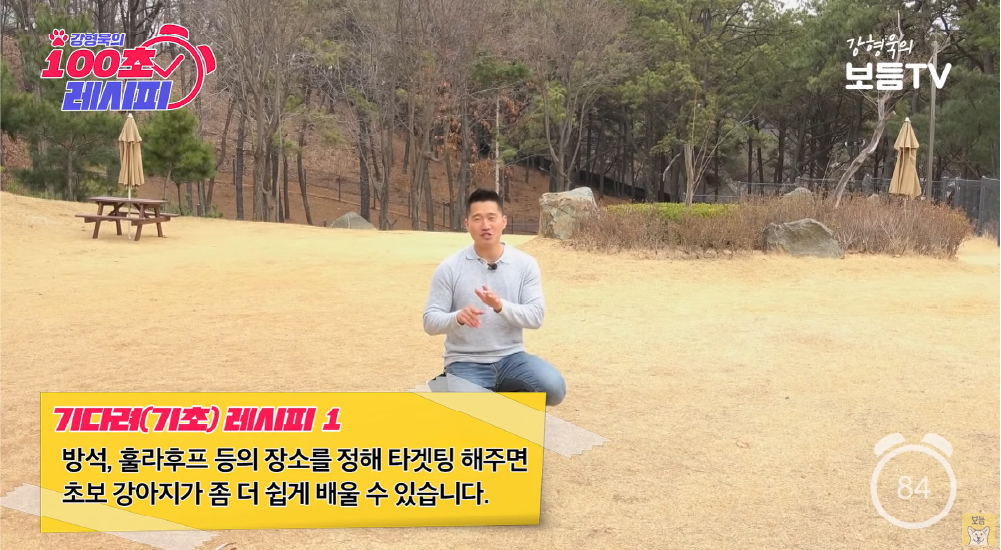 강형욱의
100초
레시피
강형욱의
보듬TV
기다려(기초) 레시피 1
방석, 훌라후프 등의 장소를 정해 타겟팅 해주면
초보 강아지가 좀 더 쉽게 배울 수 있습니다.
84
보듬